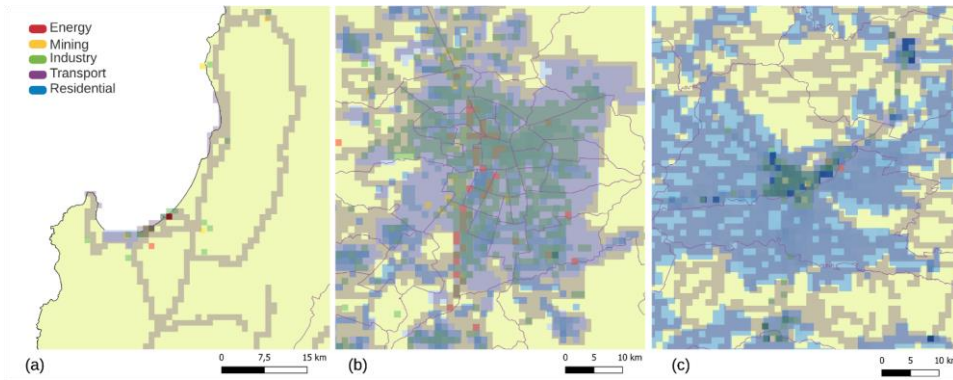 Energy
Mining
Industry
Transport
Residential
(a)
0 7,5 15 km
(b)
0 5 10 km
(c)
0 5 10 km